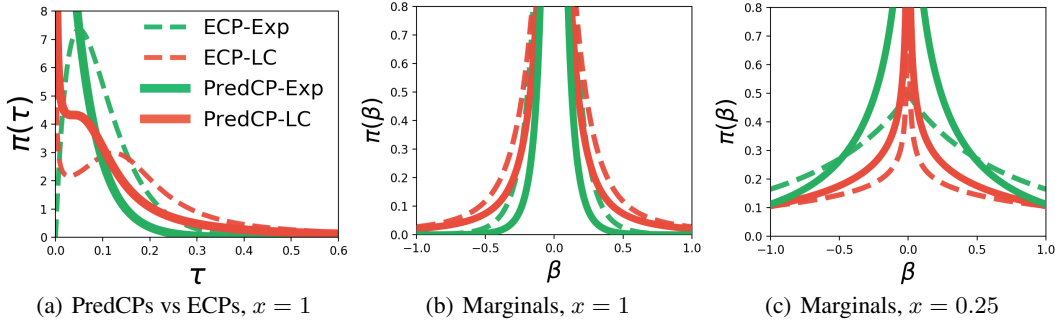 8
7
6
5
4
3
2
1
0
π(τ)
ECP-Exp
ECP-LC
PredCP-Exp
PredCP-LC
0.0 0.1 0.2 0.3 0.4 0.5 0.6
τ
(a) PredCPs vs ECPs, x = 1
0.8
0.7
0.6
0.5
0.4
0.3
0.2
0.1
0.0
π(β)
−1.0 −0.5 0.0 0.5 1.0
β
(b) Marginals, x = 1
0.8
0.7
0.6
0.5
0.4
0.3
0.2
0.1
0.0
π(β)
−1.0 −0.5 0.0 0.5 1.0
β
(c) Marginals, x = 0.25